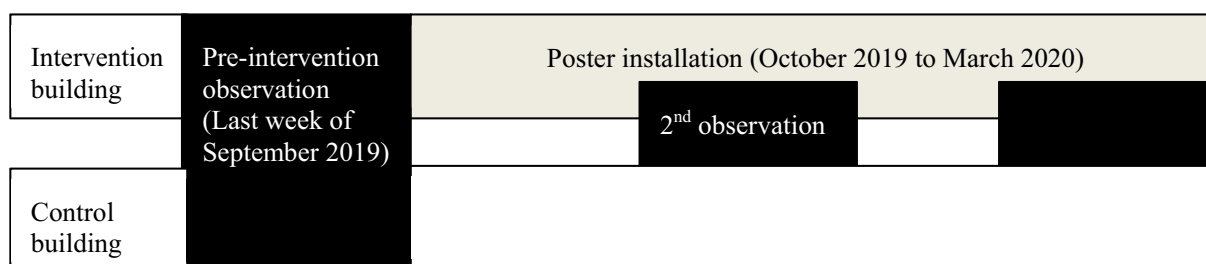 Intervention
building
Pre-intervention
observation
(Last week of
September 2019)
Poster installation (October 2019 to March 2020)
2nd observation
Control
building